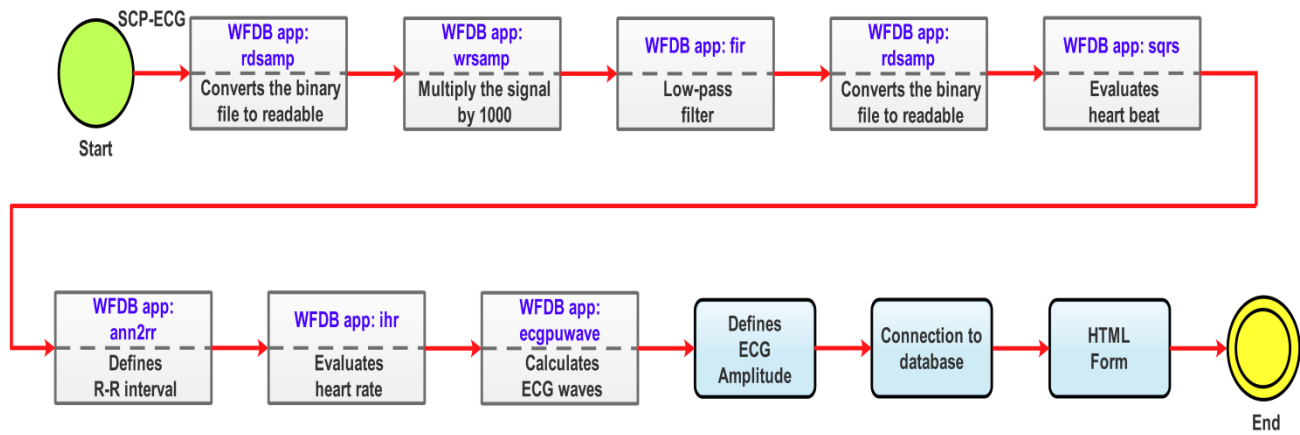 SCP-ECG
Start
WFDB app:
rdsamp
Converts the binary
file to readable
WFDB app:
wrsamp
Multiply the signal
by 1000
WFDB app: fir
Low-pass
filter
WFDB app:
rdsamp
Converts the binary
file to readable
WFDB app: sqrs
Evaluates
heart beat
WFDB app:
ann2rr
Defines
R-R interval
WFDB app: ihr
Evaluates
heart rate
WFDB app:
ecgpuwave
Calculates
ECG waves
Defines
ECG
Amplitude
Connection to
database
HTML
Form
End